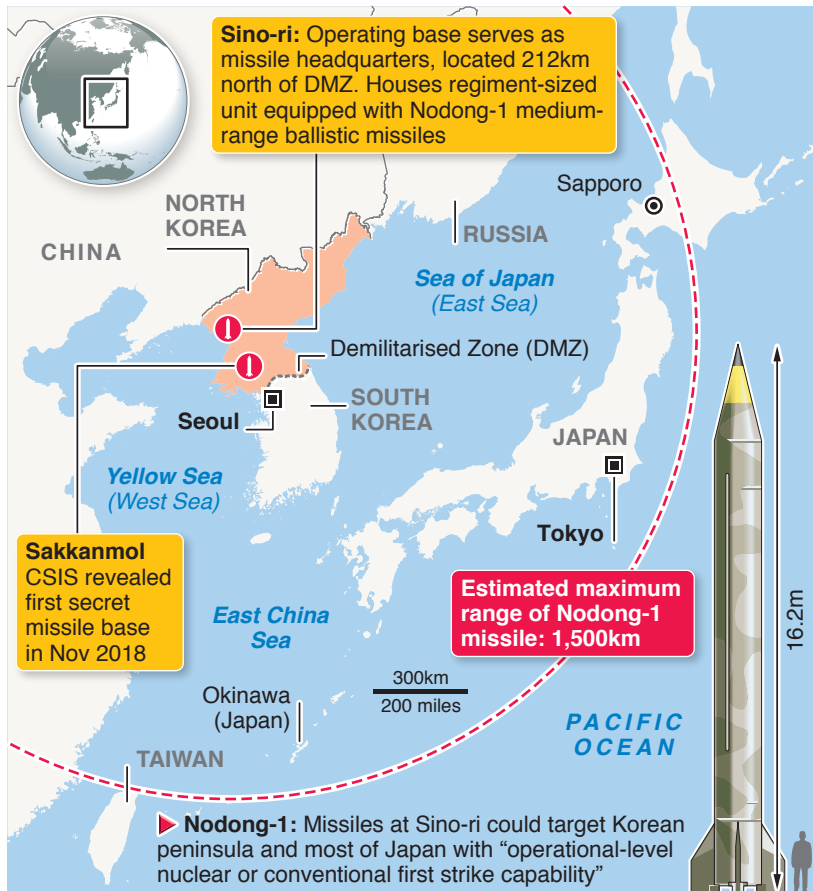 Sino-ri: Operating base serves as
missile headquarters, located 212km
north of DMZ. Houses regiment-sized
unit equipped with Nodong-1 medium-
range ballistic missiles
Sapporo
NORTH
KOREA
CHINA
RUSSIA
Sea of Japan
(East Sea)
Demilitarised Zone (DMZ)
SOUTH
KOREA
Seoul
JAPAN
Yellow Sea
(West Sea)
Tokyo
Sakkanmol
CSIS revealed
first secret
missile base
in Nov 2018
Estimated maximum
range of Nodong-1
missile: 1,500km
16.2m
East China
Sea
300km
200 miles
Okinawa
(Japan)
PACIFIC
OCEAN
TAIWAN
Nodong-1: Missiles at Sino-ri could target Korean
peninsula and most of Japan with “operational-level
nuclear or conventional first strike capability”